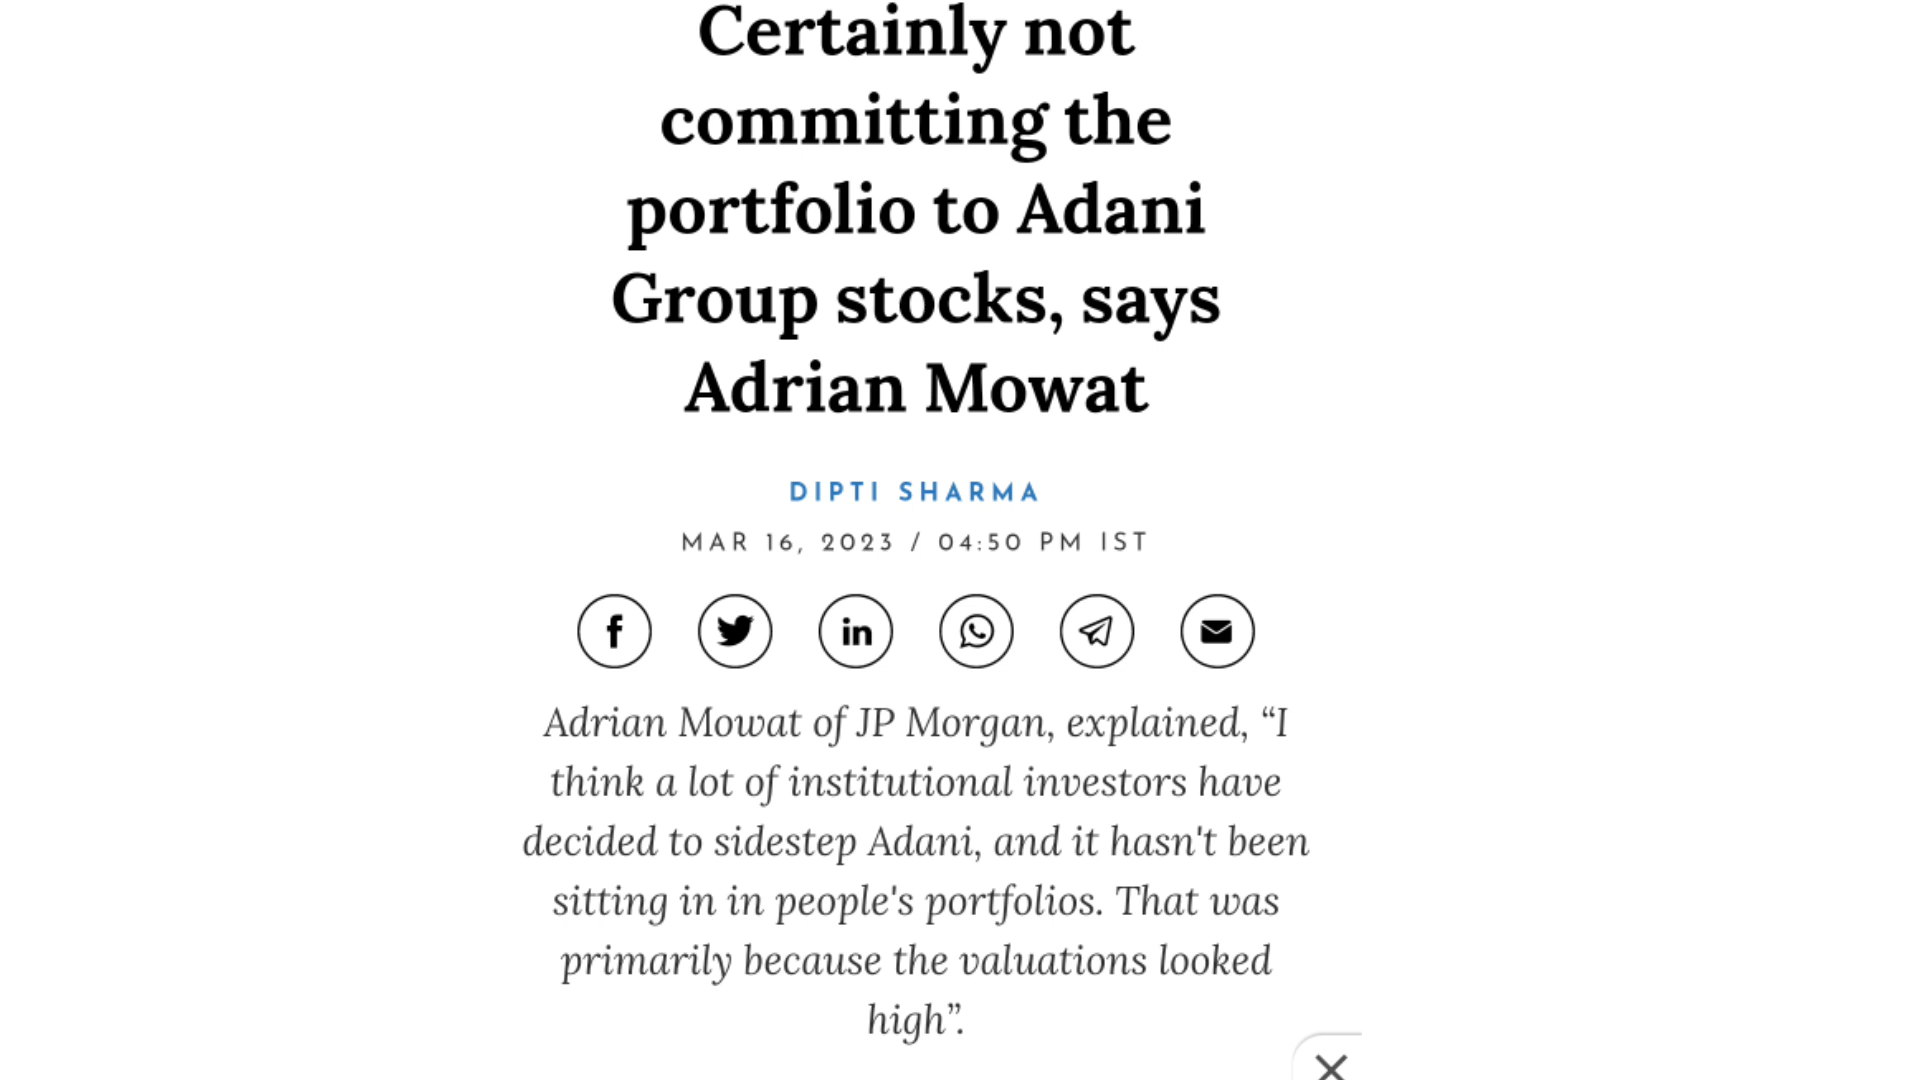 Certainly not
committing the
portfolio to Adani
Group stocks, says
Adrian Mowat
DIPTI SHARMA
MAR 16, 2023 / 04:50 PM IST
Adrian Mowat of JP Morgan, explained, “I
think a lot of institutional investors have
decided to sidestep Adani, and it hasn't been
sitting in in people's portfolios. That was
primarily because the valuations looked
high”.